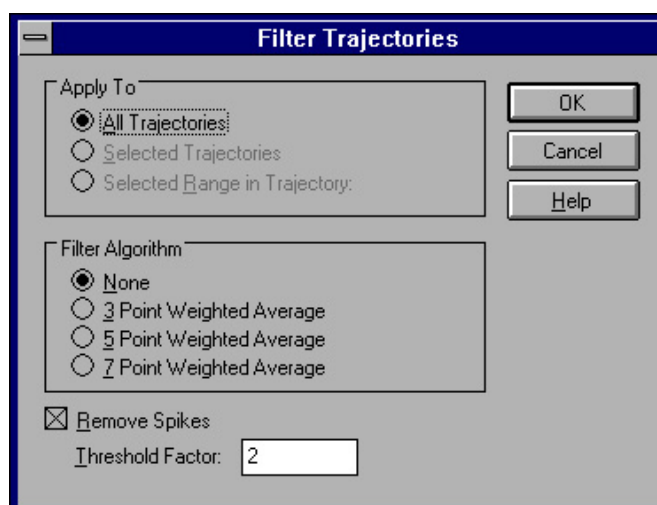 Filter Trajectories
Apply To
All Trajectories
Selected Trajectories
Selected Range in Trajectory:
OK
Cancel
Help
Filter Algorithm
None
3 Point Weighted Average
5 Point Weighted Average
7 Point Weighted Average
Remove Spikes
Threshold Factor: 2